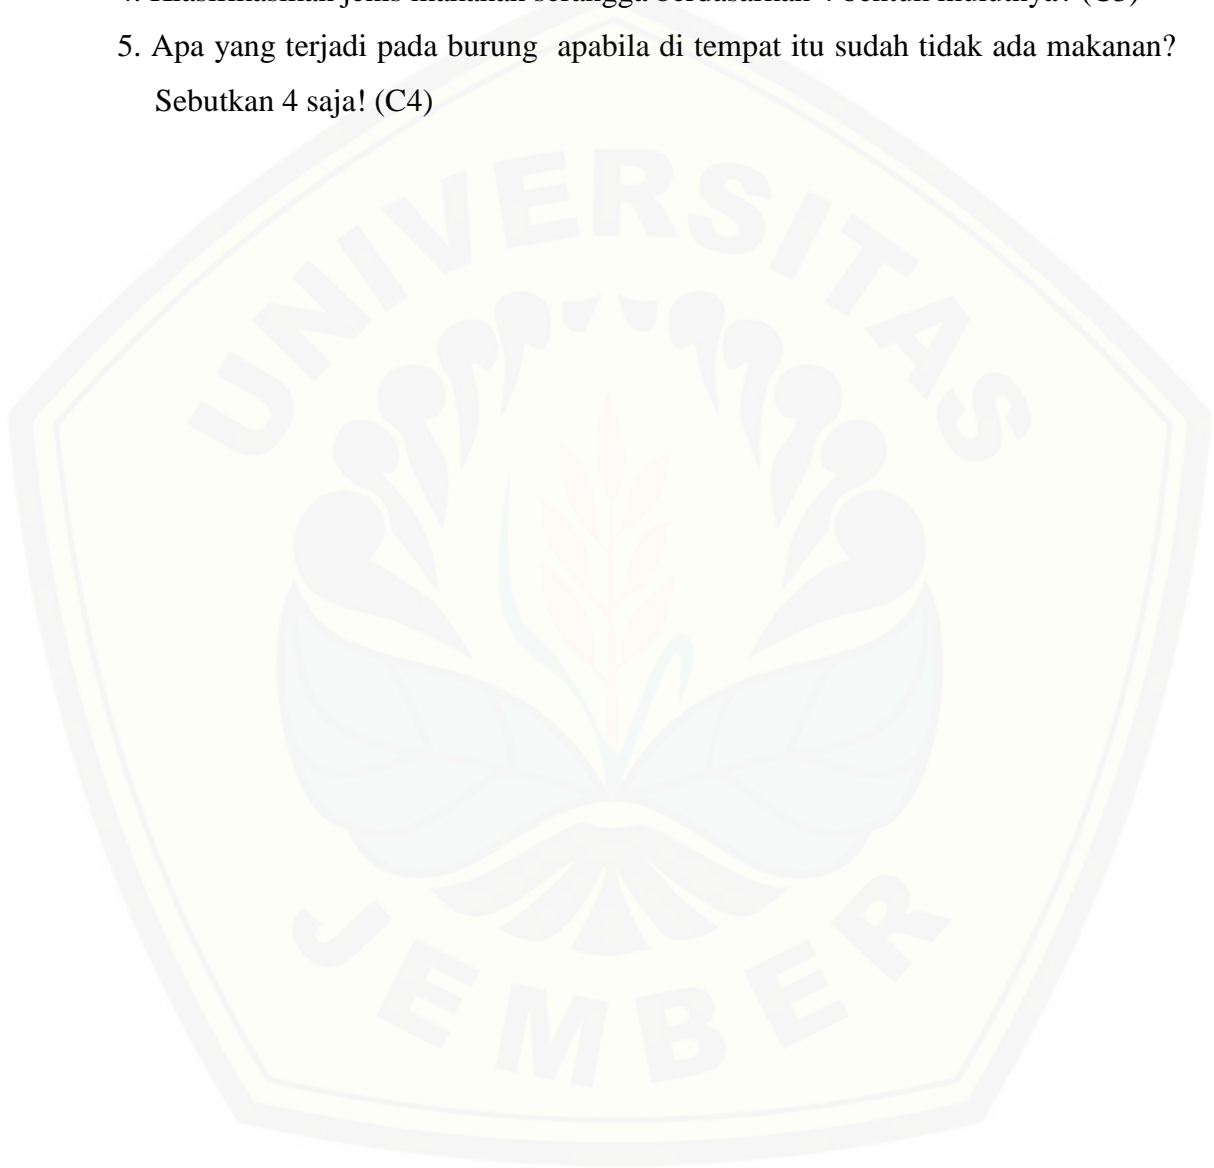 5. Apa yang terjadi pada burung apabila di tempat itu sudah tidak ada makanan?
Sebutkan 4 saja! (C4)
UNIVERSITAS
JEMBER